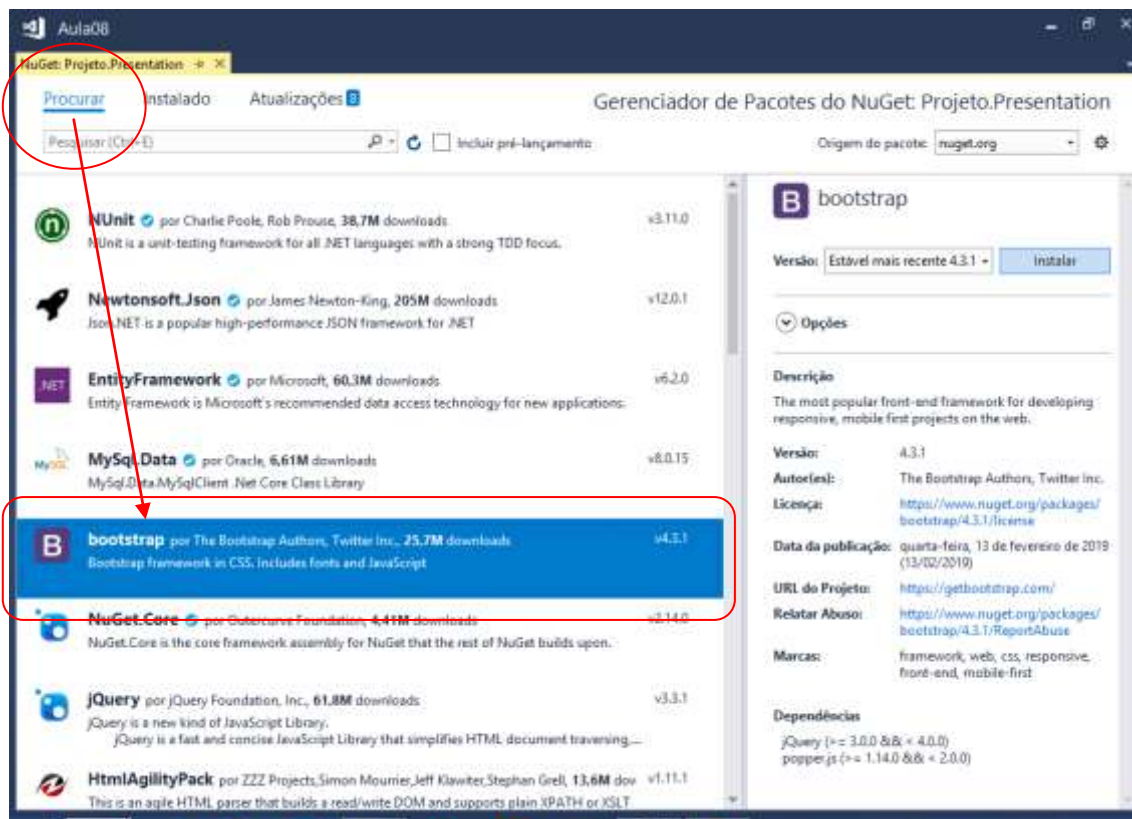 Aula08
NuGet: Projeto.Presentation
Procurar Instalado Atualizações 8
Gerenciador de Pacotes do NuGet: Projeto.Presentation
Pesquisar (Ctrl+E)
Incluir pré-lançamento
Origem do pacote: nuget.org
NUnit por Charlie Poole, Rob Prouse, 38,7M downloads v3.11.0
NUnit is a unit-testing framework for all .NET languages with a strong TDD focus.
Newtonsoft.Json por James Newton-King, 205M downloads v12.0.1
Json.NET is a popular high-performance JSON framework for .NET
.NET
EntityFramework por Microsoft, 60,3M downloads v6.2.0
Entity Framework is Microsoft's recommended data access technology for new applications.
MySQL
MySql.Data por Oracle, 6,61M downloads v8.0.15
MySql.Data.MySqlClient .Net Core Class Library
B
bootstrap por The Bootstrap Authors, Twitter Inc., 25,7M downloads v4.3.1
Bootstrap framework in CSS. Includes fonts and JavaScript
NuGet.Core por Outercurve Foundation, 4,41M downloads v2.14.0
NuGet.Core is the core framework assembly for NuGet that the rest of NuGet builds upon.
jQuery por jQuery Foundation, Inc., 61,8M downloads v3.3.1
jQuery is a new kind of JavaScript Library.
jQuery is a fast and concise JavaScript Library that simplifies HTML document traversing,...
HtmlAgilityPack por ZZZ Projects,Simon Mourrier,Jeff Klawiter,Stephan Grell, 13,6M dov v1.11.1
This is an agile HTML parser that builds a read/write DOM and supports plain XPATH or XSLT
B bootstrap
Versão: Estável mais recente 4.3.1 Instalar
Opções
Descrição
The most popular front-end framework for developing
responsive, mobile first projects on the web.
Versão: 4.3.1
Autor(es): The Bootstrap Authors, Twitter Inc.
Licença: https://www.nuget.org/packages/
bootstrap/4.3.1/license
Data da publicação: quarta-feira, 13 de fevereiro de 2019
(13/02/2019)
URL do Projeto: https://getbootstrap.com/
Relatar Abuso: https://www.nuget.org/packages/
bootstrap/4.3.1/ReportAbuse
Marcas: framework, web, css, responsive,
front-end, mobile-first
Dependências
jQuery (>= 3.0.0 && < 4.0.0)
popper.js (>= 1.14.0 && < 2.0.0)